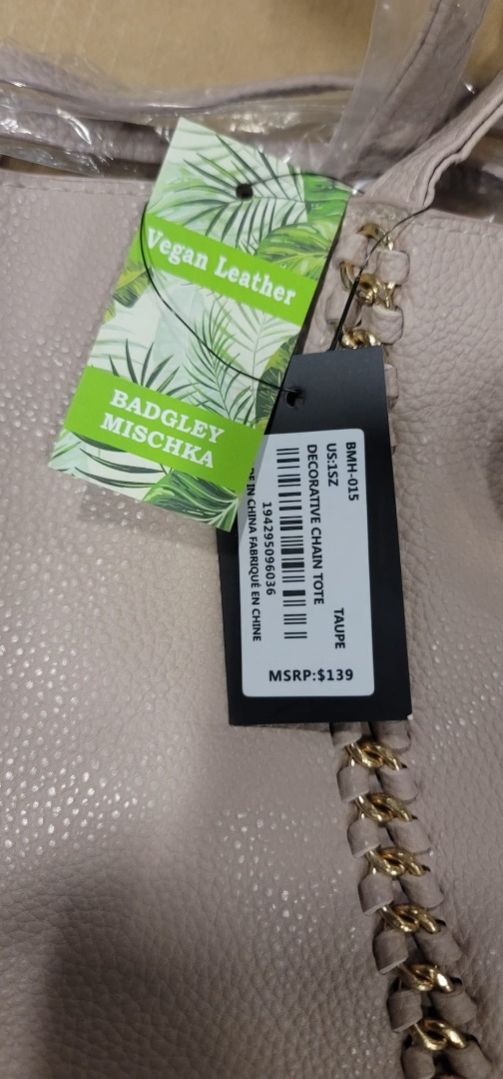 Vegan Leather
BADGLEY
MISCHKA
BMH-015
US:1SZ TAUPE
DECORATIVE CHAIN TOTE
194295096036
IN CHINA FABRIQUÉ EN CHINE
MSRP:$139